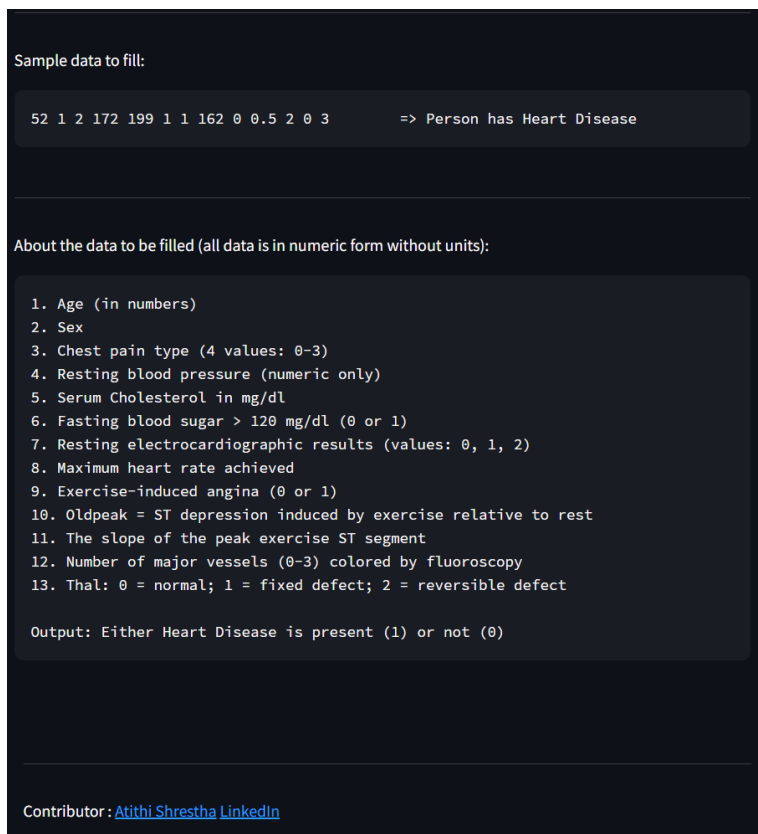 Sample data to fill:
52 1 2 172 199 1 1 162 0 0.5 2 0 3 => Person has Heart Disease
About the data to be filled (all data is in numeric form without units):
1. Age (in numbers)
2. Sex
3. Chest pain type (4 values: 0-3)
4. Resting blood pressure (numeric only)
5. Serum Cholesterol in mg/dl
6. Fasting blood sugar > 120 mg/dl (0 or 1)
7. Resting electrocardiographic results (values: 0, 1, 2)
8. Maximum heart rate achieved
9. Exercise-induced angina (0 or 1)
10. Oldpeak = ST depression induced by exercise relative to rest
11. The slope of the peak exercise ST segment
12. Number of major vessels (0-3) colored by fluoroscopy
13. Thal: 0 = normal; 1 = fixed defect; 2 = reversible defect
Output: Either Heart Disease is present (1) or not (0)
Contributor : Atithi Shrestha LinkedIn